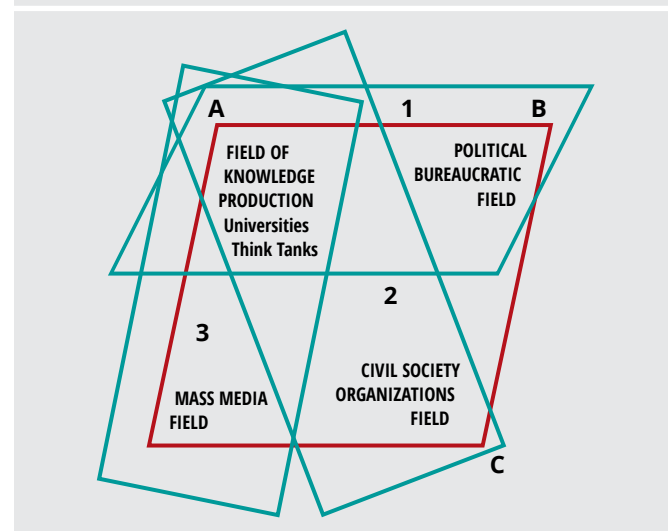 A
1
B
FIELD OF
KNOWLEDGE
PRODUCTION
Universities
Think Tanks
POLITICAL
BUREAUCRATIC
FIELD
2
3
MASS MEDIA
FIELD
CIVIL SOCIETY
ORGANIZATIONS
FIELD
C